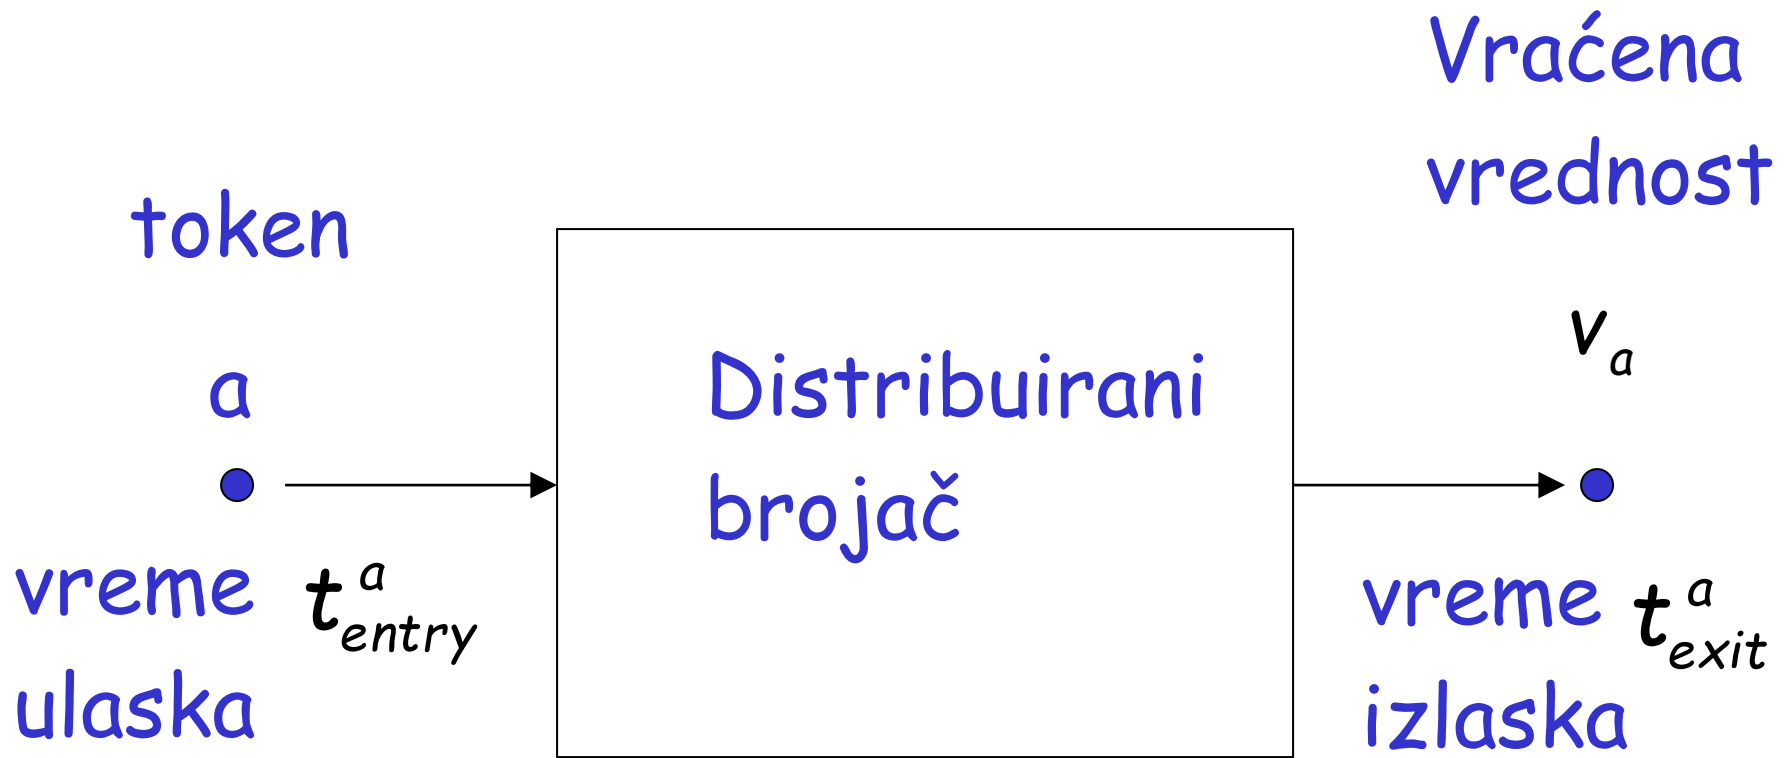 token
a
vreme t^a_entry
ulaska
Distribuirani
brojač
Vraćena
vrednost
v_a
vreme t^a_exit
izlaska